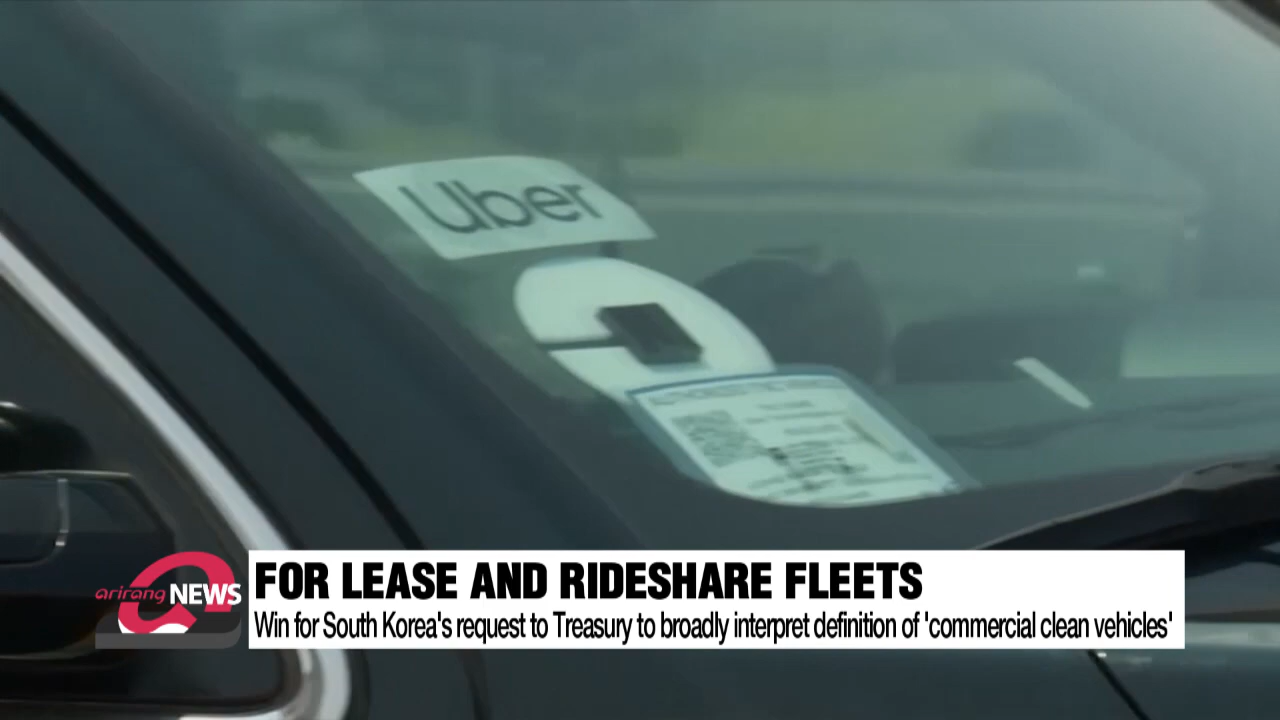 Uber
arirang NEWS
FOR LEASE AND RIDESHARE FLEETS
Win for South Korea's request to Treasury to broadly interpret definition of 'commercial clean vehicles'